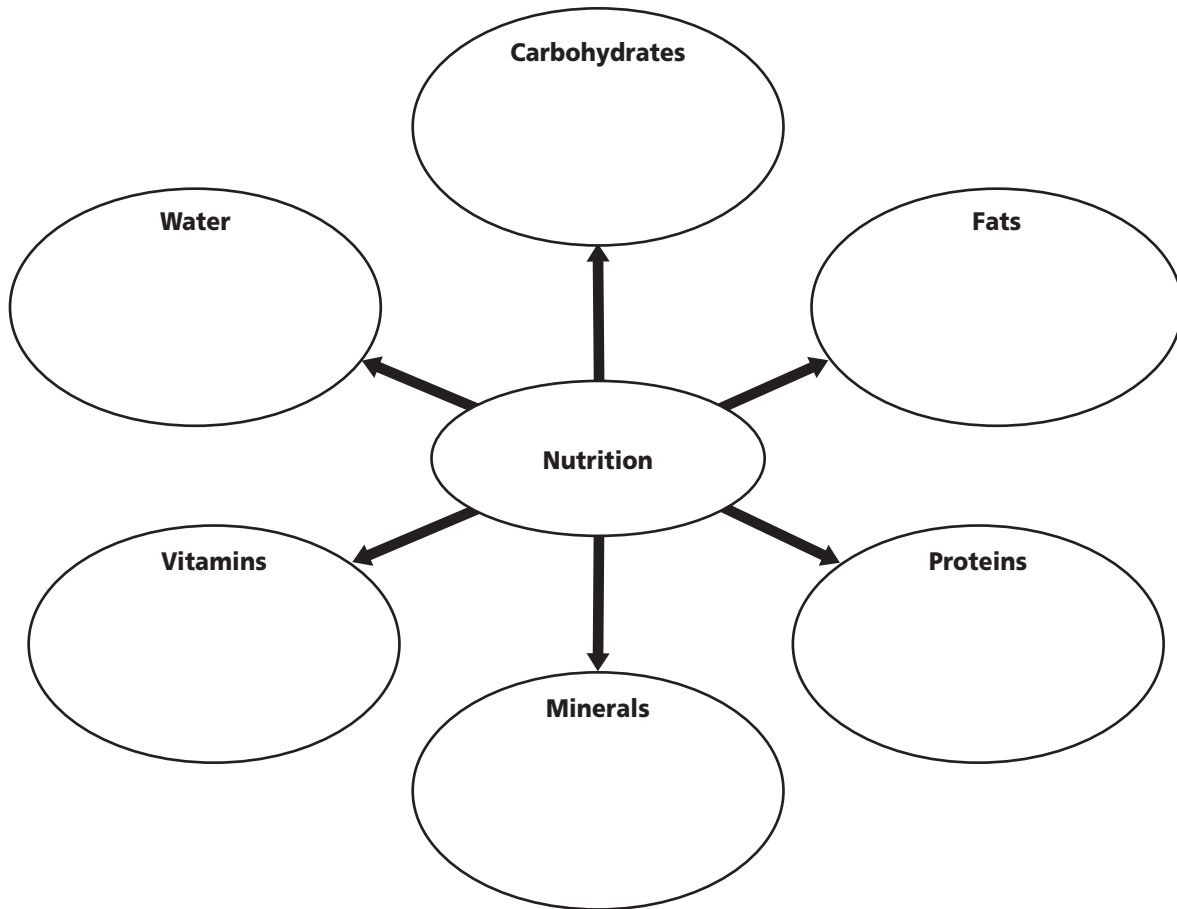 Carbohydrates
Water
Fats
Nutrition
Vitamins
Proteins
Minerals